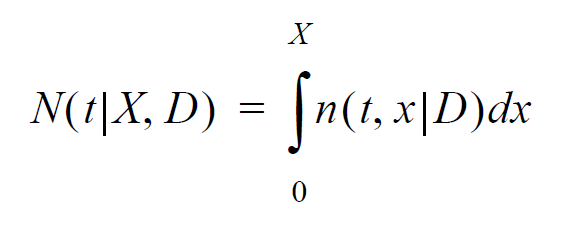 X
N(t|X, D) = ∫n(t, x|D)dx
0